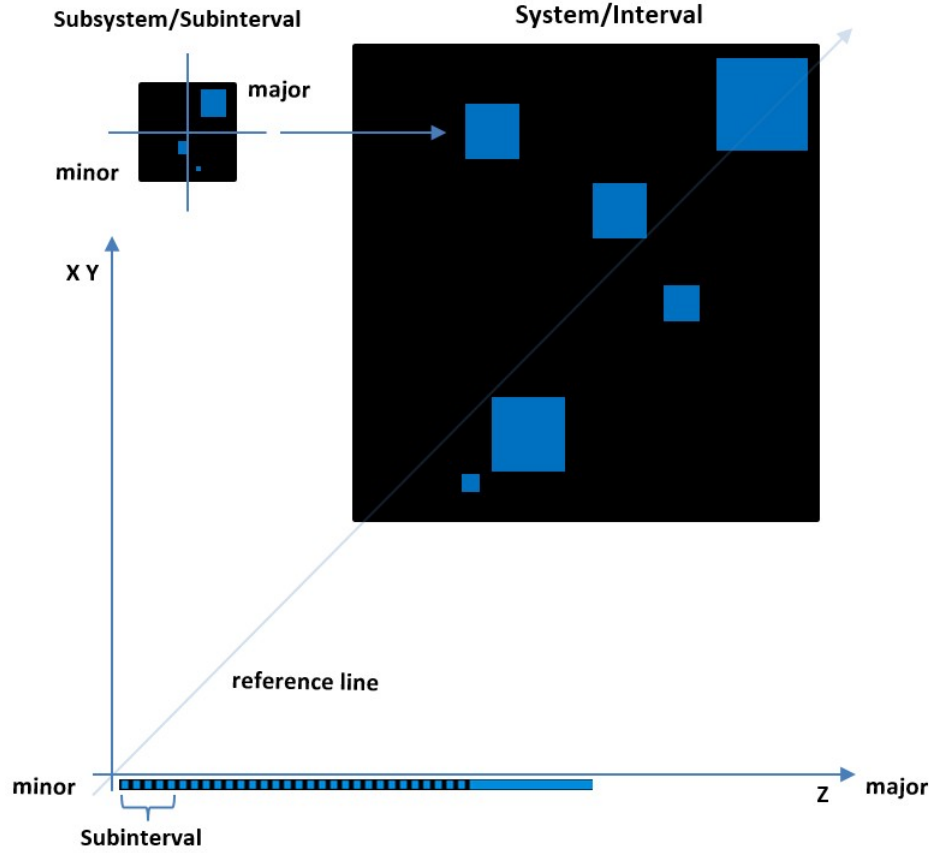 Subsystem/Subinterval
System/Interval
major
minor
X Y
reference line
minor
Z
major
Subinterval